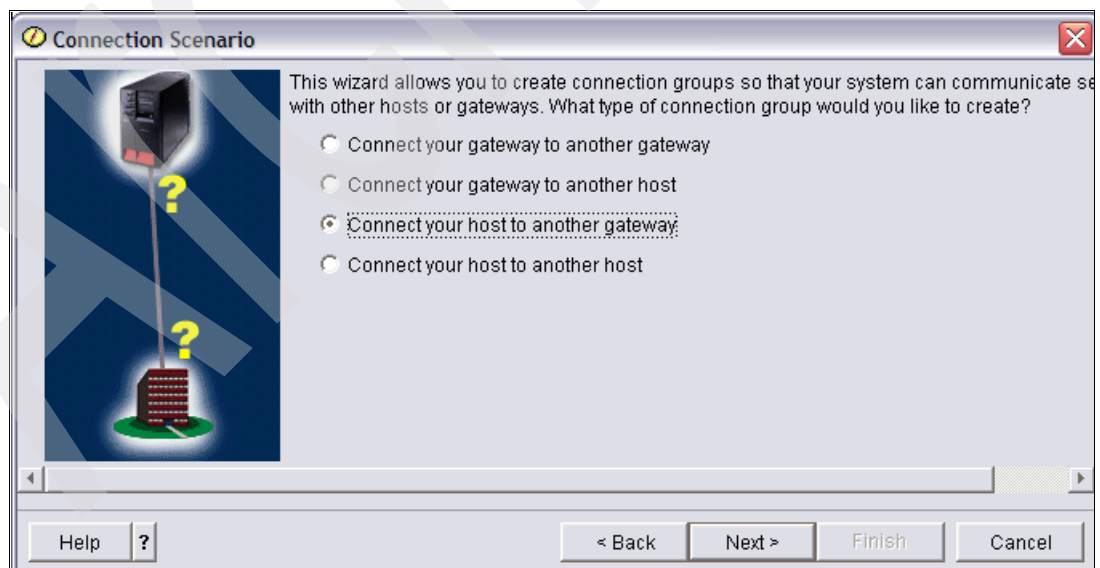 Connection Scenario
This wizard allows you to create connection groups so that your system can communicate se
with other hosts or gateways. What type of connection group would you like to create?
Connect your gateway to another gateway
Connect your gateway to another host
Connect your host to another gateway
Connect your host to another host
?
?
Help ? < Back Next > Finish Cancel